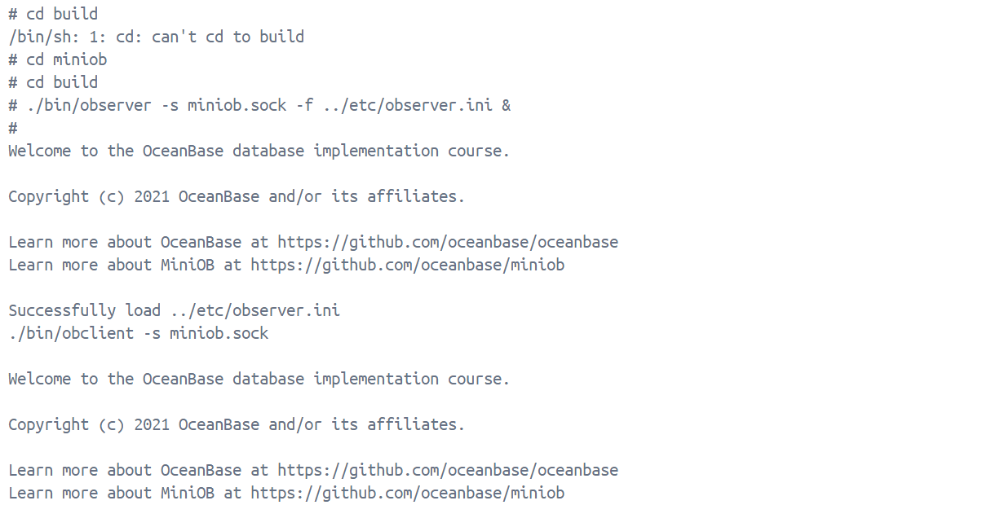 # cd build
/bin/sh: 1: cd: can't cd to build
# cd miniob
# cd build
# ./bin/observer -s miniob.sock -f ../etc/observer.ini &
#
Welcome to the OceanBase database implementation course.
Copyright (c) 2021 OceanBase and/or its affiliates.
Learn more about OceanBase at https://github.com/oceanbase/oceanbase
Learn more about MiniOB at https://github.com/oceanbase/miniob
Successfully load ../etc/observer.ini
./bin/obclient -s miniob.sock
Welcome to the OceanBase database implementation course.
Copyright (c) 2021 OceanBase and/or its affiliates.
Learn more about OceanBase at https://github.com/oceanbase/oceanbase
Learn more about MiniOB at https://github.com/oceanbase/miniob